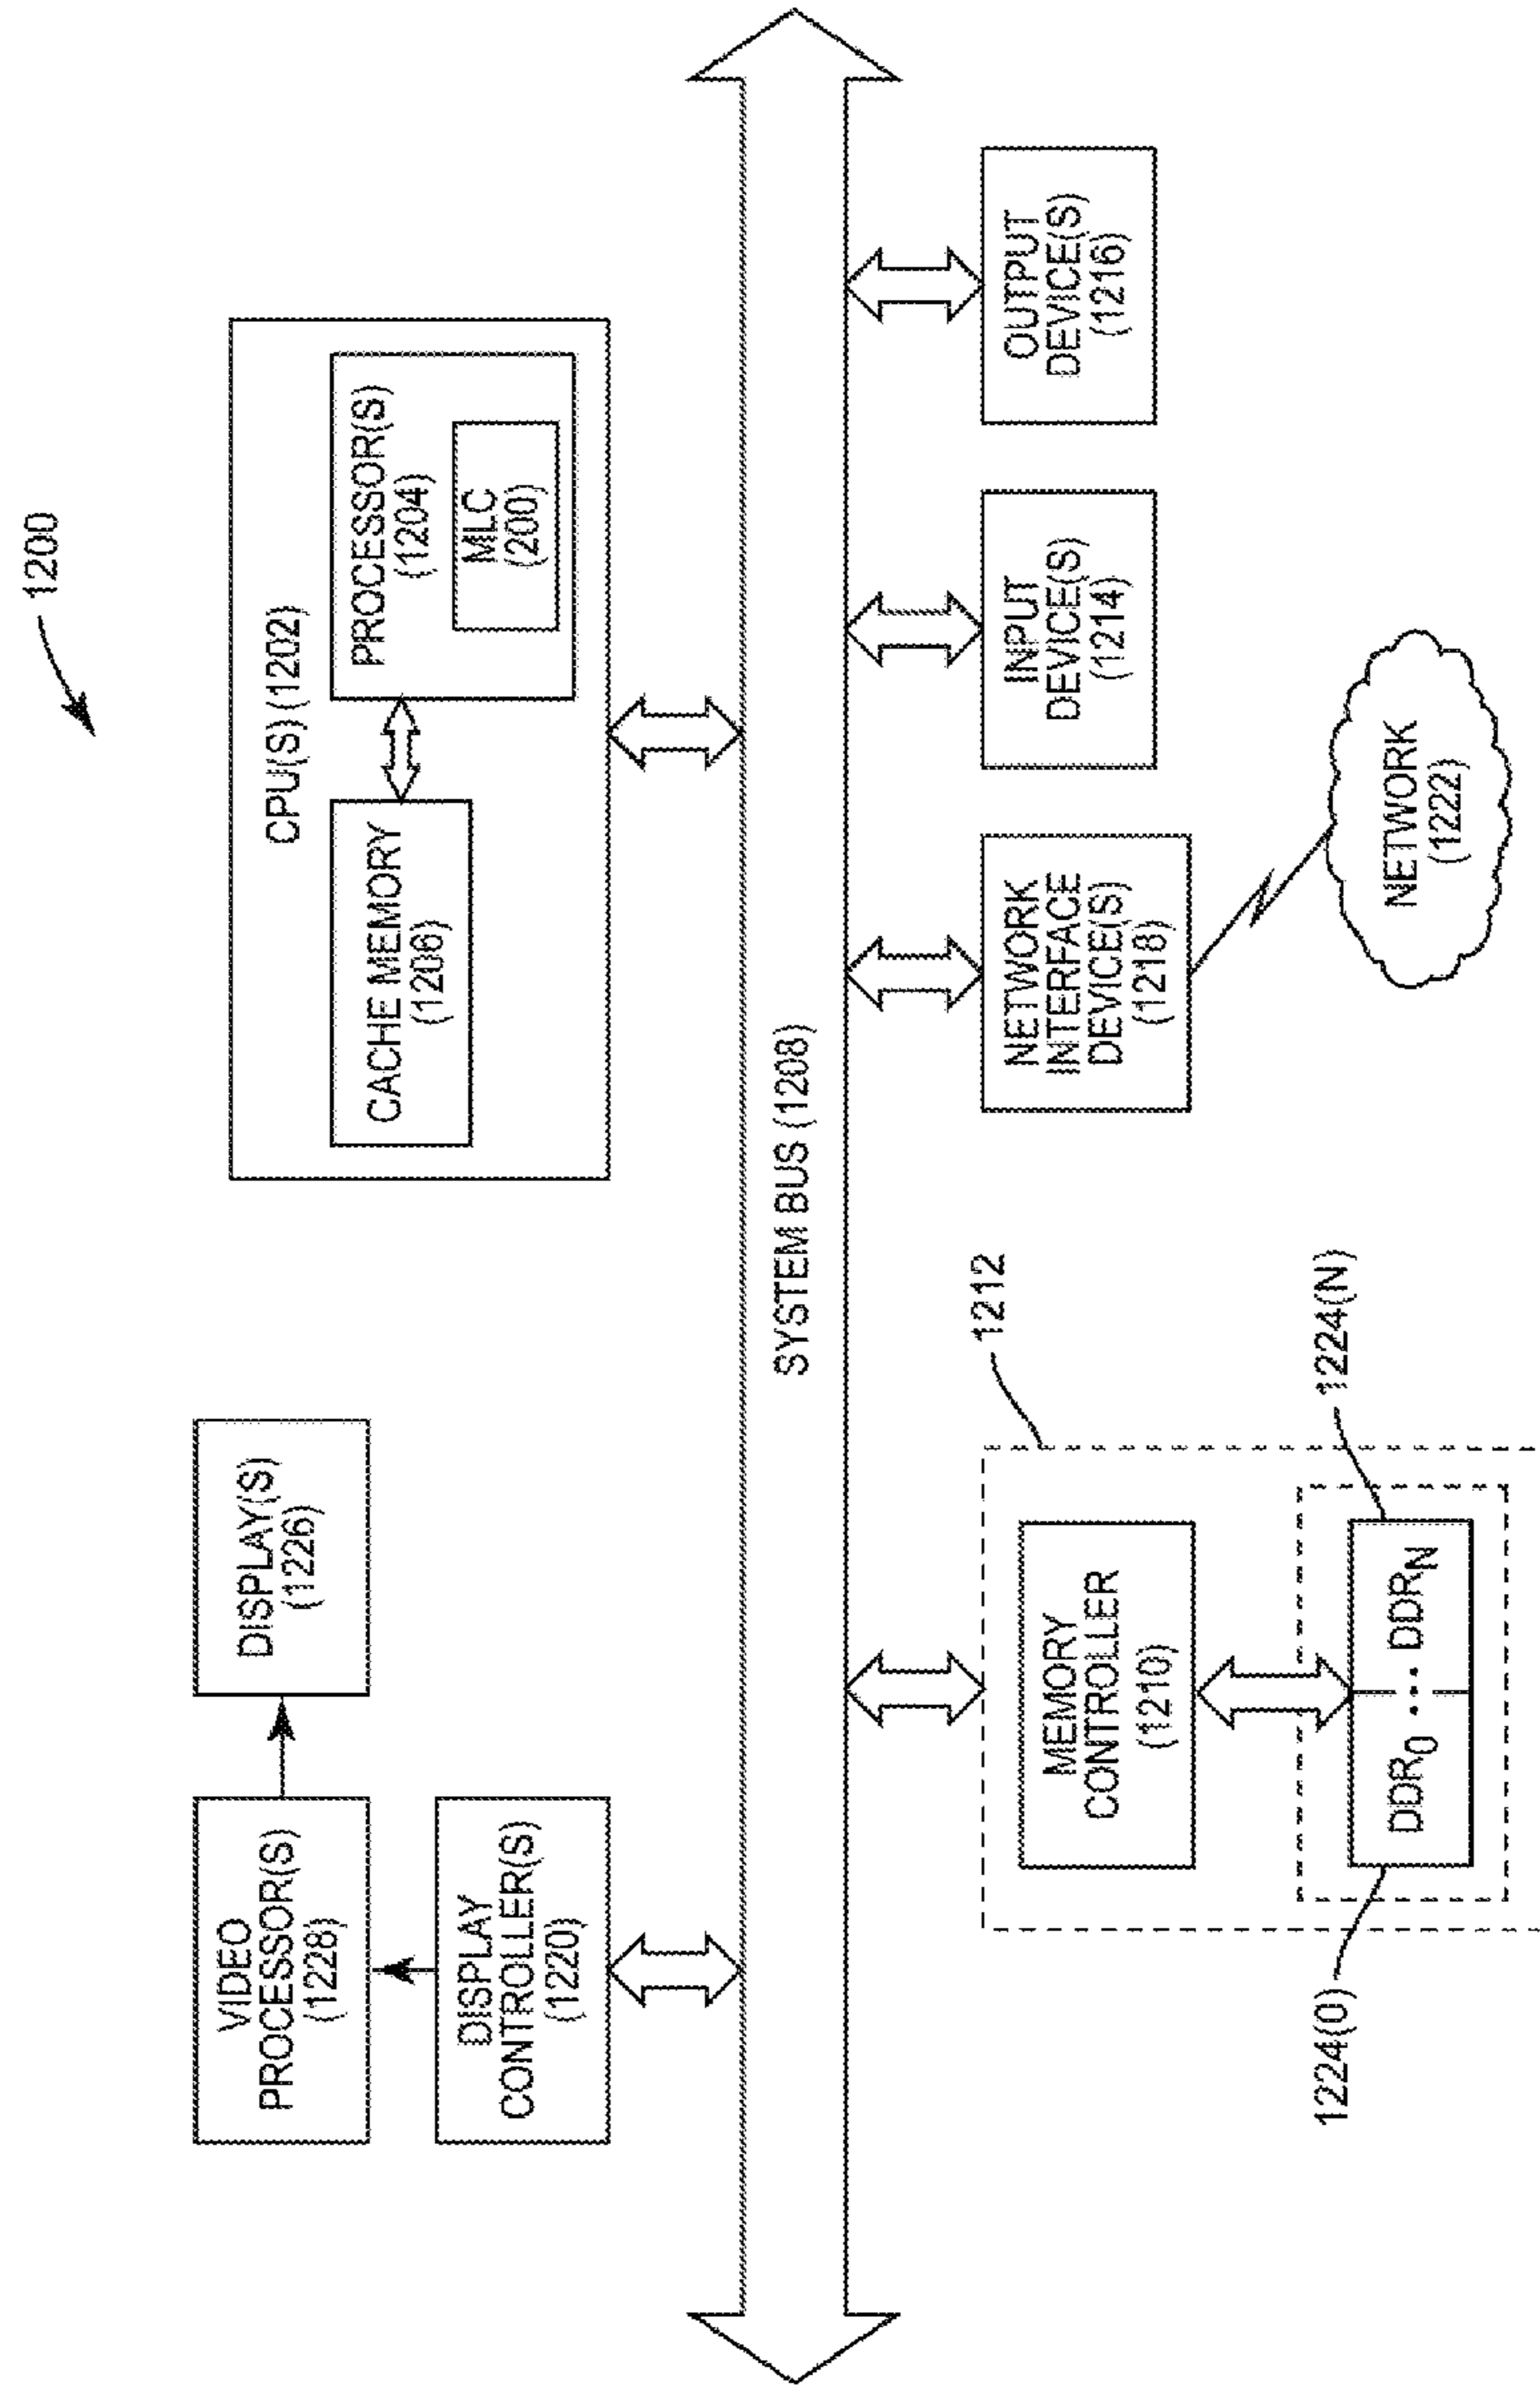 1200
CPU(S) (1202)
CACHE MEMORY
(1206)
PROCESSOR(S)
(1204)
MLC
(200)
VIDEO
PROCESSOR(S)
(1228)
DISPLAY(S)
(1226)
DISPLAY
CONTROLLER(S)
(1220)
SYSTEM BUS (1208)
1212
MEMORY
CONTROLLER
(1210)
DDR0 ... DDRN
1224(0)
1224(N)
NETWORK
INTERFACE
DEVICE(S)
(1218)
INPUT
DEVICE(S)
(1214)
OUTPUT
DEVICE(S)
(1216)
NETWORK
(1222)